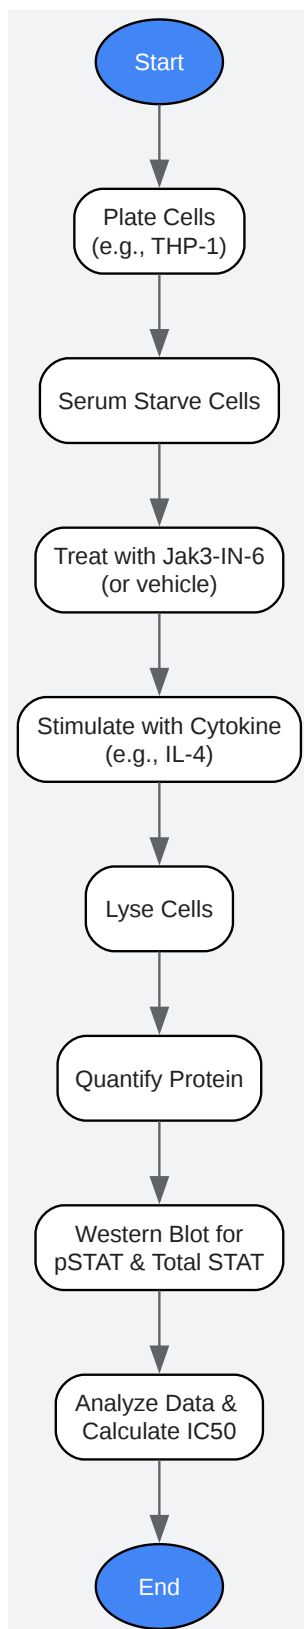 Start
Plate Cells
(e.g., THP-1)
Serum Starve Cells
Treat with Jak3-IN-6
(or vehicle)
Stimulate with Cytokine
(e.g., IL-4)
Lyse Cells
Quantify Protein
Western Blot for
pSTAT & Total STAT
Analyze Data &
Calculate IC50
End